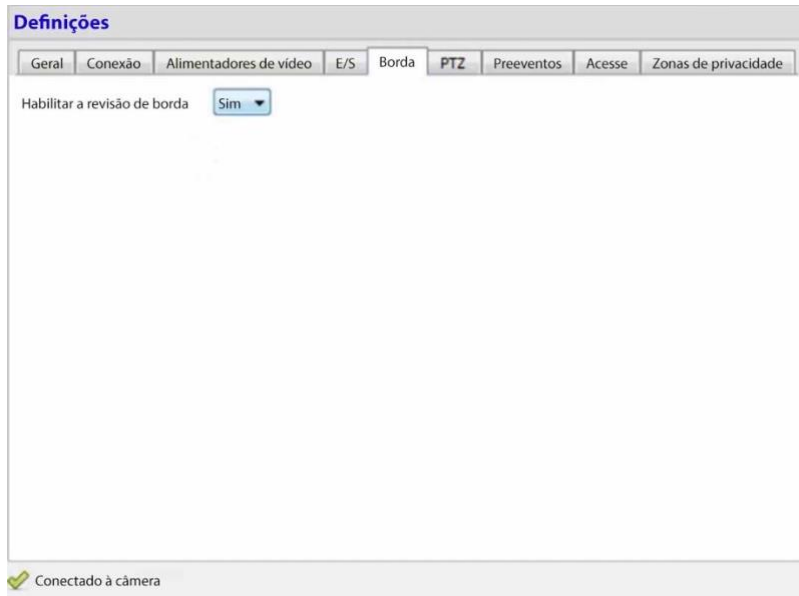 Definições
Geral Conexão Alimentadores de vídeo E/S Borda PTZ Preeventos Acesse Zonas de privacidade
Habilitar a revisão de borda Sim
Conectado à câmera